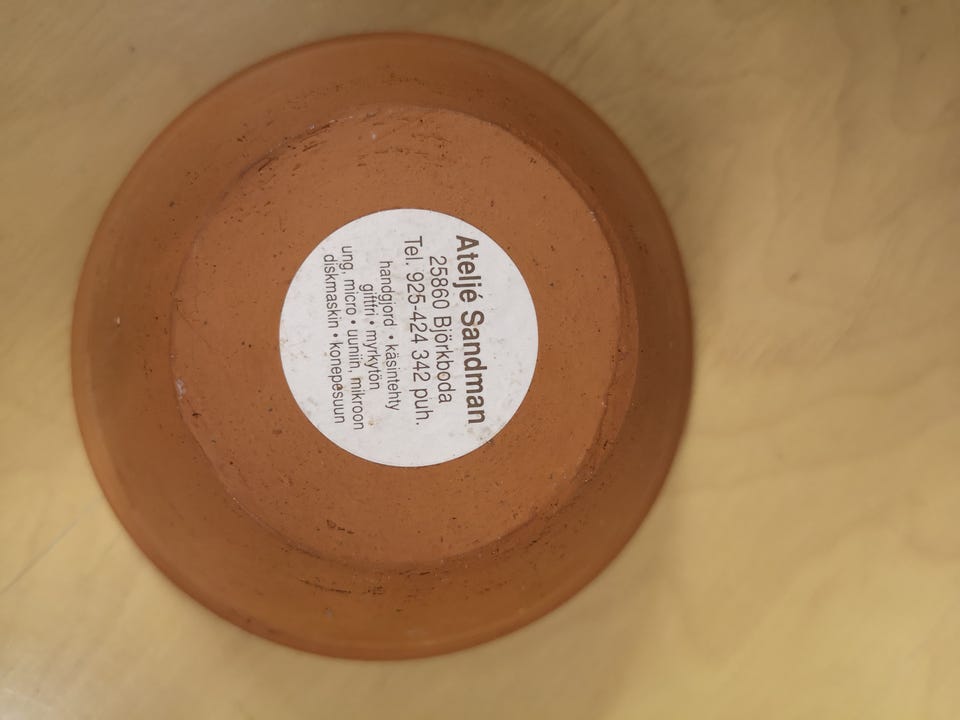 Ateljé Sandman
25860 Björkboda
Tel. 925-424 342 puh.
handgjord • käsintehty
giftfri • myrkytön
ung, micro • uuniin, mikroon
diskmaskin • konepesuun